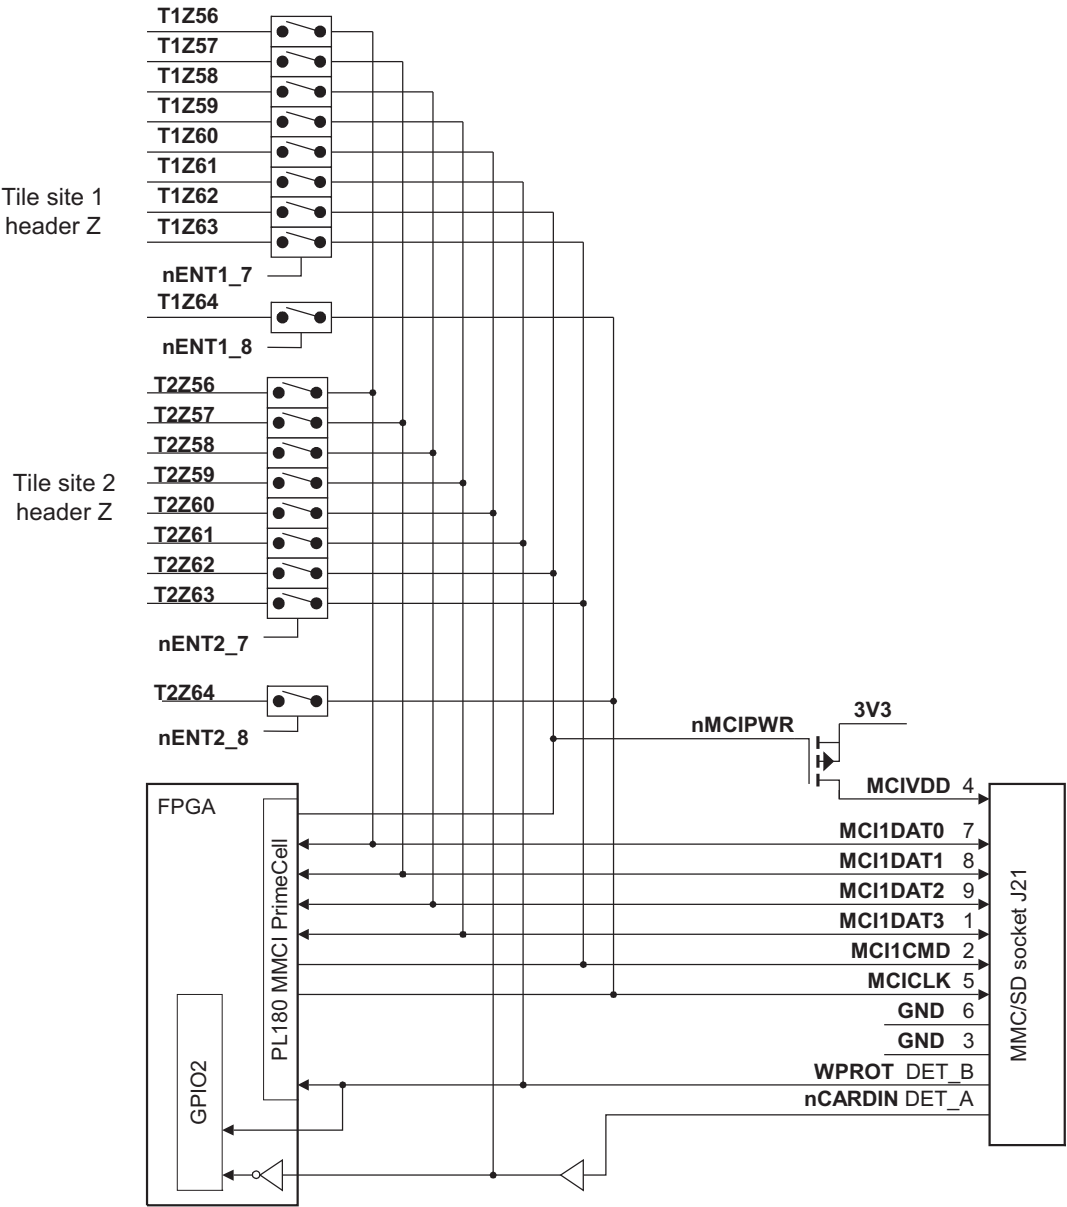 T1Z56
T1Z57
T1Z58
T1Z59
T1Z60
T1Z61
T1Z62
T1Z63
Tile site 1
header Z
nENT1_7
T1Z64
nENT1_8
T2Z56
T2Z57
T2Z58
T2Z59
T2Z60
T2Z61
T2Z62
T2Z63
Tile site 2
header Z
nENT2_7
T2Z64
nENT2_8
nMCIPWR
3V3
FPGA
PL180 MMCI PrimeCell
GPIO2
MCIVDD 4
MCI1DAT0 7
MCI1DAT1 8
MCI1DAT2 9
MCI1DAT3 1
MCI1CMD 2
MCICLK 5
GND 6
GND 3
WPROT DET_B
nCARDIN DET_A
MMC/SD socket J21